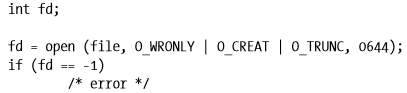 int fd;
fd = open (file, O_WRONLY | O_CREAT | O_TRUNC, 0644);
if (fd == -1)
/* error */